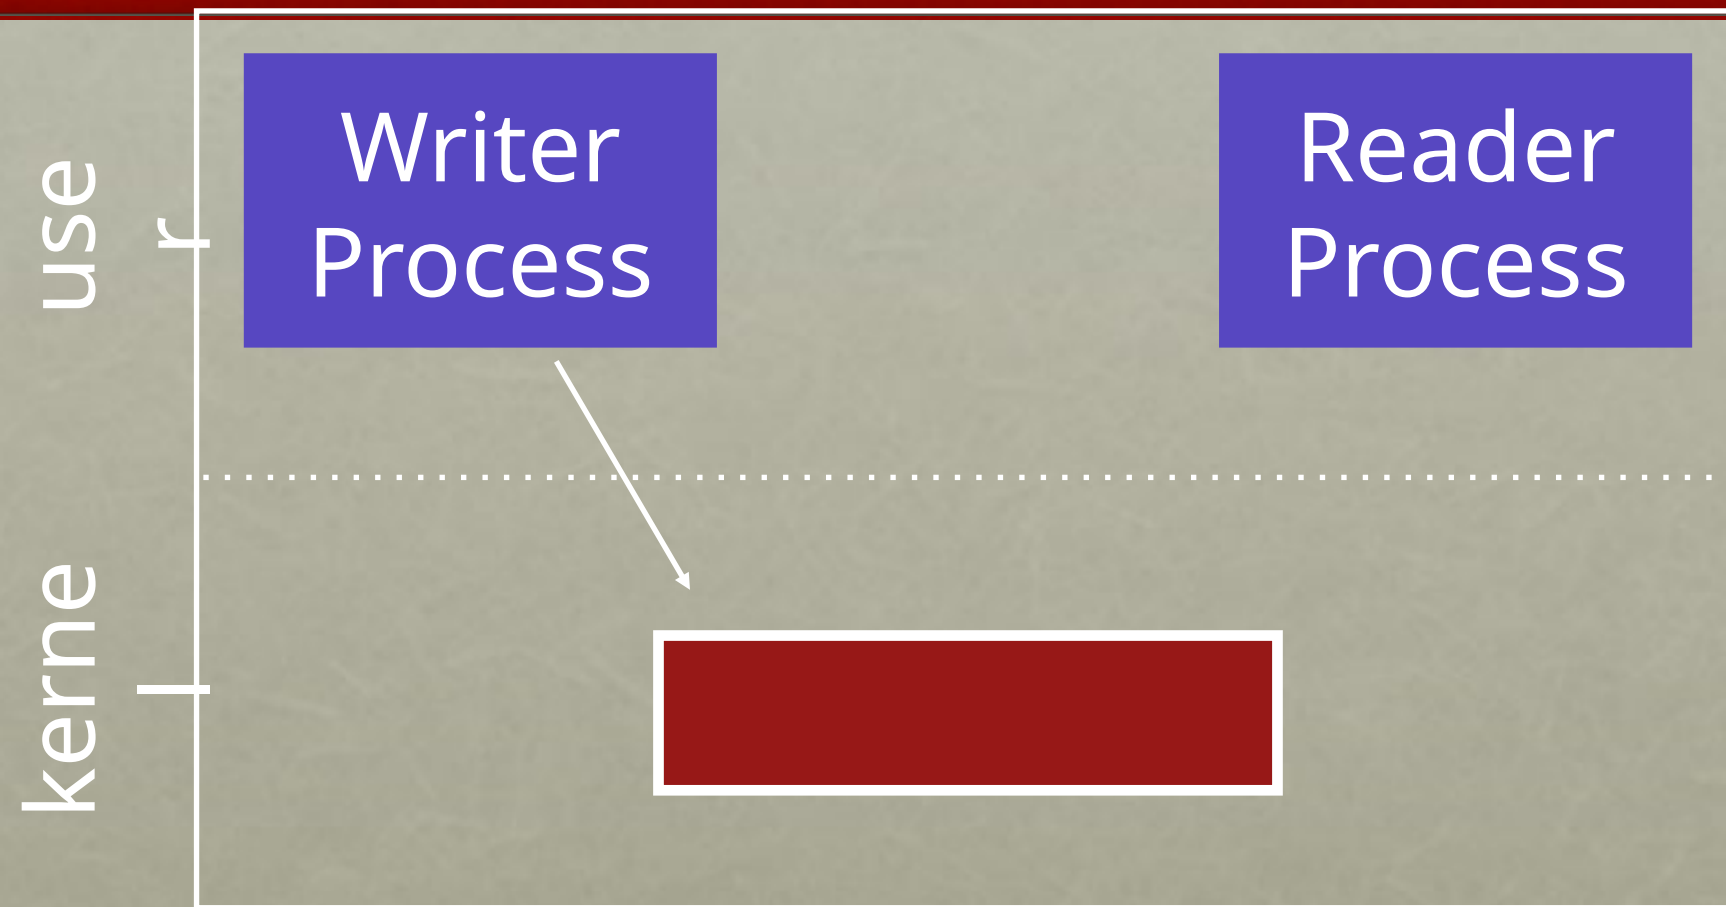 use
r
Writer
Process
Reader
Process
kerne
l